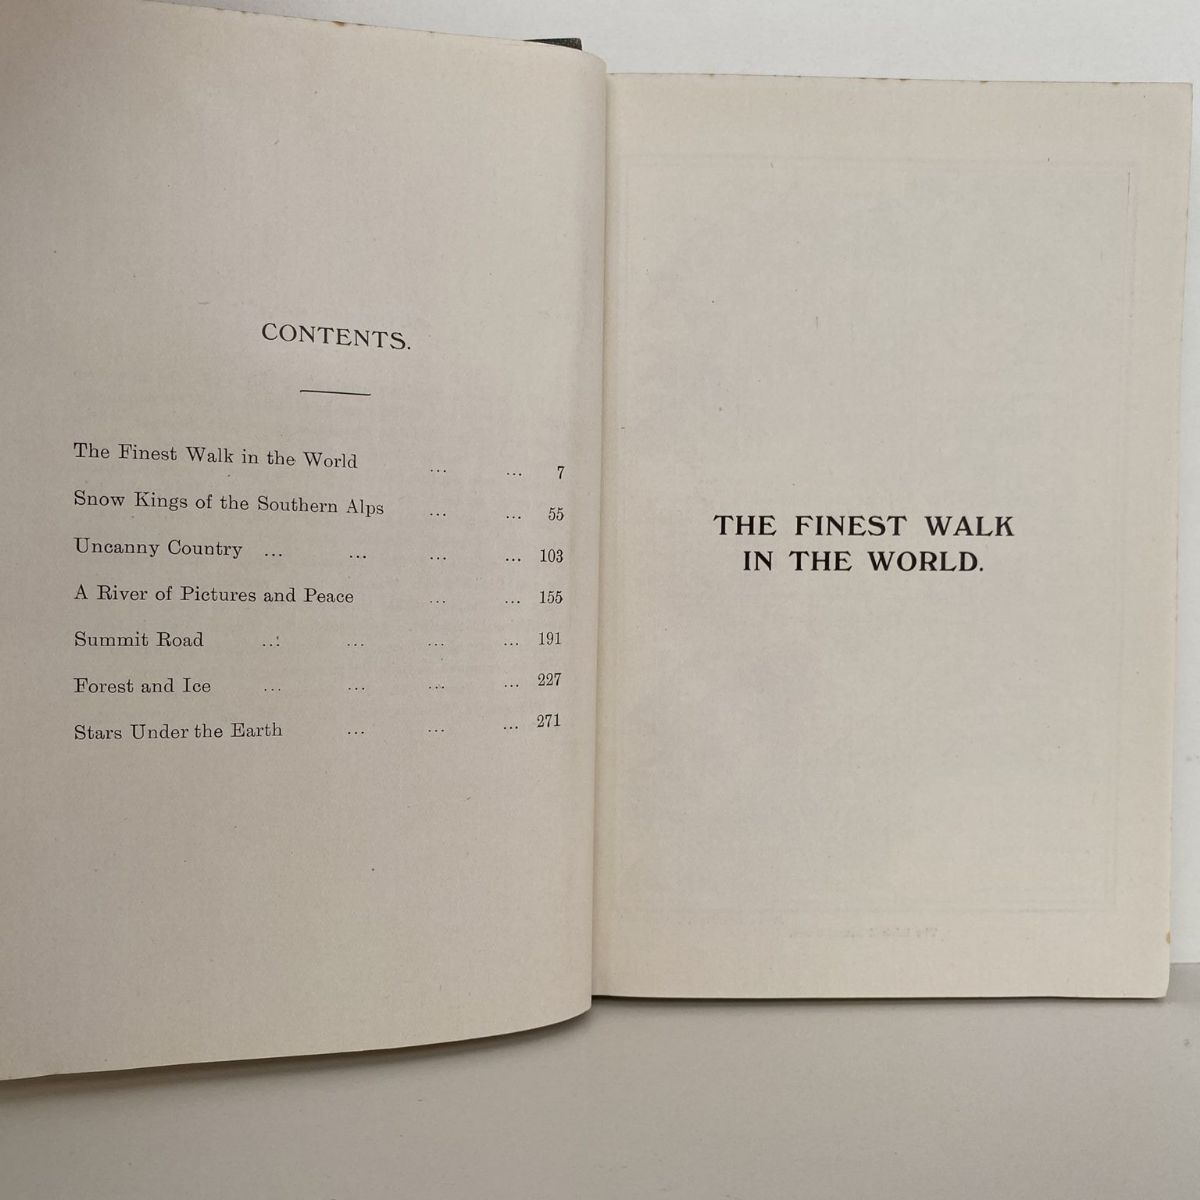 CONTENTS.
The Finest Walk in the World ... ... 7
Snow Kings of the Southern Alps ... ... 55
Uncanny Country ... ... ... ... 103
A River of Pictures and Peace ... ... 155
Summit Road ..: ... ... ... 191
Forest and Ice ... ... ... ... 227
Stars Under the Earth ... ... ... 271
THE FINEST WALK
IN THE WORLD.